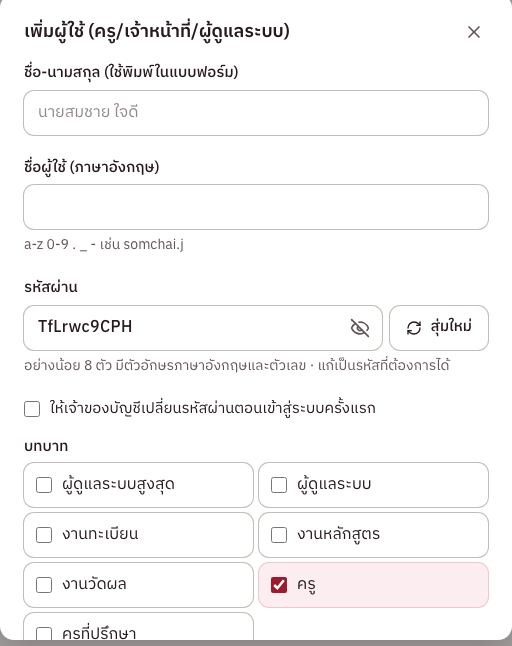 เพิ่มผู้ใช้ (ครู/เจ้าหน้าที่/ผู้ดูแลระบบ)
ชื่อ-นามสกุล (ใช้พิมพ์ในแบบฟอร์ม)
นายสมชาย ใจดี
ชื่อผู้ใช้ (ภาษาอังกฤษ)
a-z 0-9 . _ - เช่น somchai.j
รหัสผ่าน
TfLrwc9CPH
สุ่มใหม่
อย่างน้อย 8 ตัว มีตัวอักษรภาษาอังกฤษและตัวเลข · แก้เป็นรหัสที่ต้องการได้
ให้เจ้าของบัญชีเปลี่ยนรหัสผ่านตอนเข้าสู่ระบบครั้งแรก
บทบาท
ผู้ดูแลระบบสูงสุด
ผู้ดูแลระบบ
งานทะเบียน
งานหลักสูตร
งานวัดผล
ครู
ครูที่ปรึกษา